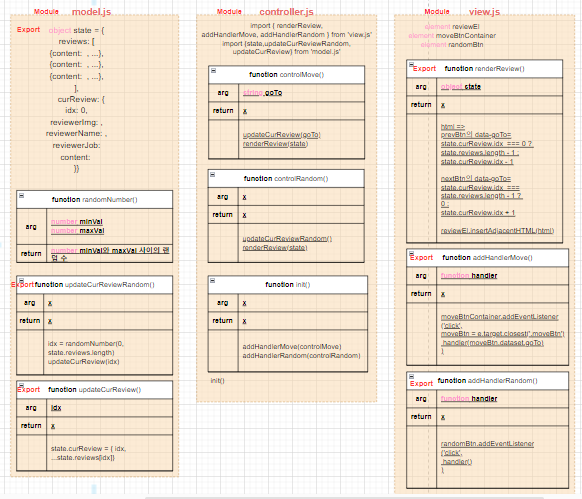 Module model.js
Export object state = {
reviews: [
{content: , ...},
{content: , ...},
{content: , ...},
],
curReview: {
idx: 0,
reviewerImg: ,
reviewerName: ,
reviewerJob:
content:
}}
function randomNumber()
arg
number minVal
number maxVal
return
number minVal와 maxVal 사이의 랜
덤 수
Export function updateCurReviewRandom()
arg x
return x
idx = randomNumber(0,
state.reviews.length)
updateCurReview(idx)
Export function updateCurReview()
arg idx
return x
state.curReview = { idx,
...state.reviews[idx]}
Module controller.js
import { renderReview,
addHandlerMove, addHandlerRandom } from 'view.js'
import {state,updateCurReviewRandom,
updateCurReview} from 'model.js'
function controlMove()
arg string goTo
return x
updateCurReview(goTo)
renderReview(state)
function controlRandom()
arg x
return x
updateCurReviewRandom()
renderReview(state)
function init()
arg x
return x
addHandlerMove(controlMove)
addHandlerRandom(controlRandom)
init()
Module view.js
element reviewEl
element moveBtnContainer
element randomBtn
Export function renderReview()
arg object state
return x
html =>
prevBtn의 data-goTo=
state.curReview.idx === 0 ?
state.reviews.length - 1 :
state.curReview.idx - 1
nextBtn의 data-goTo=
state.curReview.idx ===
state.reviews.length - 1 ?
0 :
state.curReview.idx + 1
reviewEl.insertAdjacentHTML(html)
Export function addHandlerMove()
arg function handler
return x
moveBtnContainer.addEventListener
('click',
moveBtn = e.target.closest('.moveBtn')
handler(moveBtn.dataset.goTo)
)
Export function addHandlerRandom()
arg function handler
return x
randomBtn.addEventListener
('click',
handler()
)